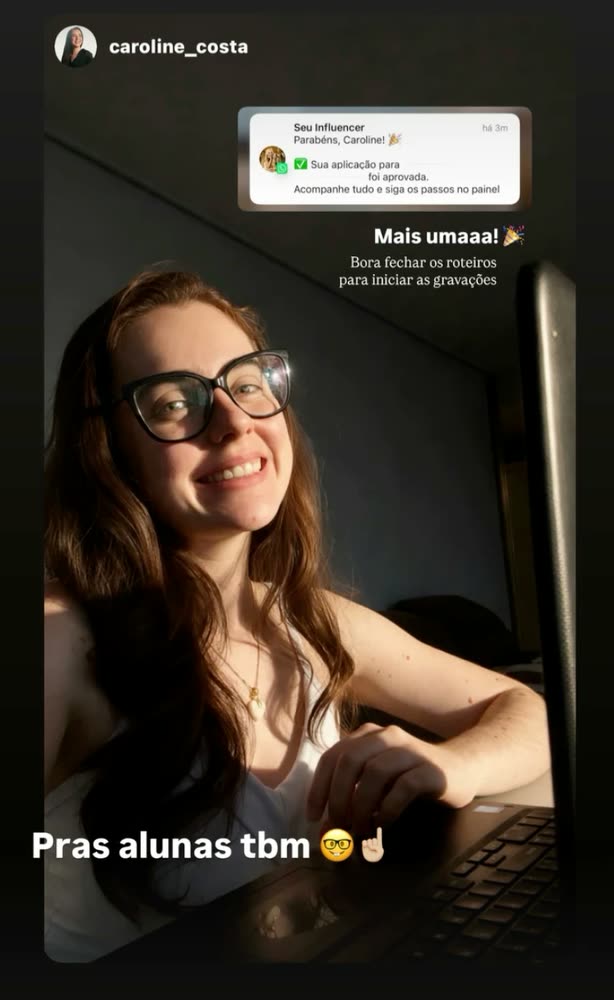 caroline_costa
Seu Influencer há 3m
Parabéns, Caroline! 🎉
✅ Sua aplicação para
foi aprovada.
Acompanhe tudo e siga os passos no painel
Mais umaaa! 🎉
Bora fechar os roteiros
para iniciar as gravações
Pras alunas tbm 🤓☝🏻